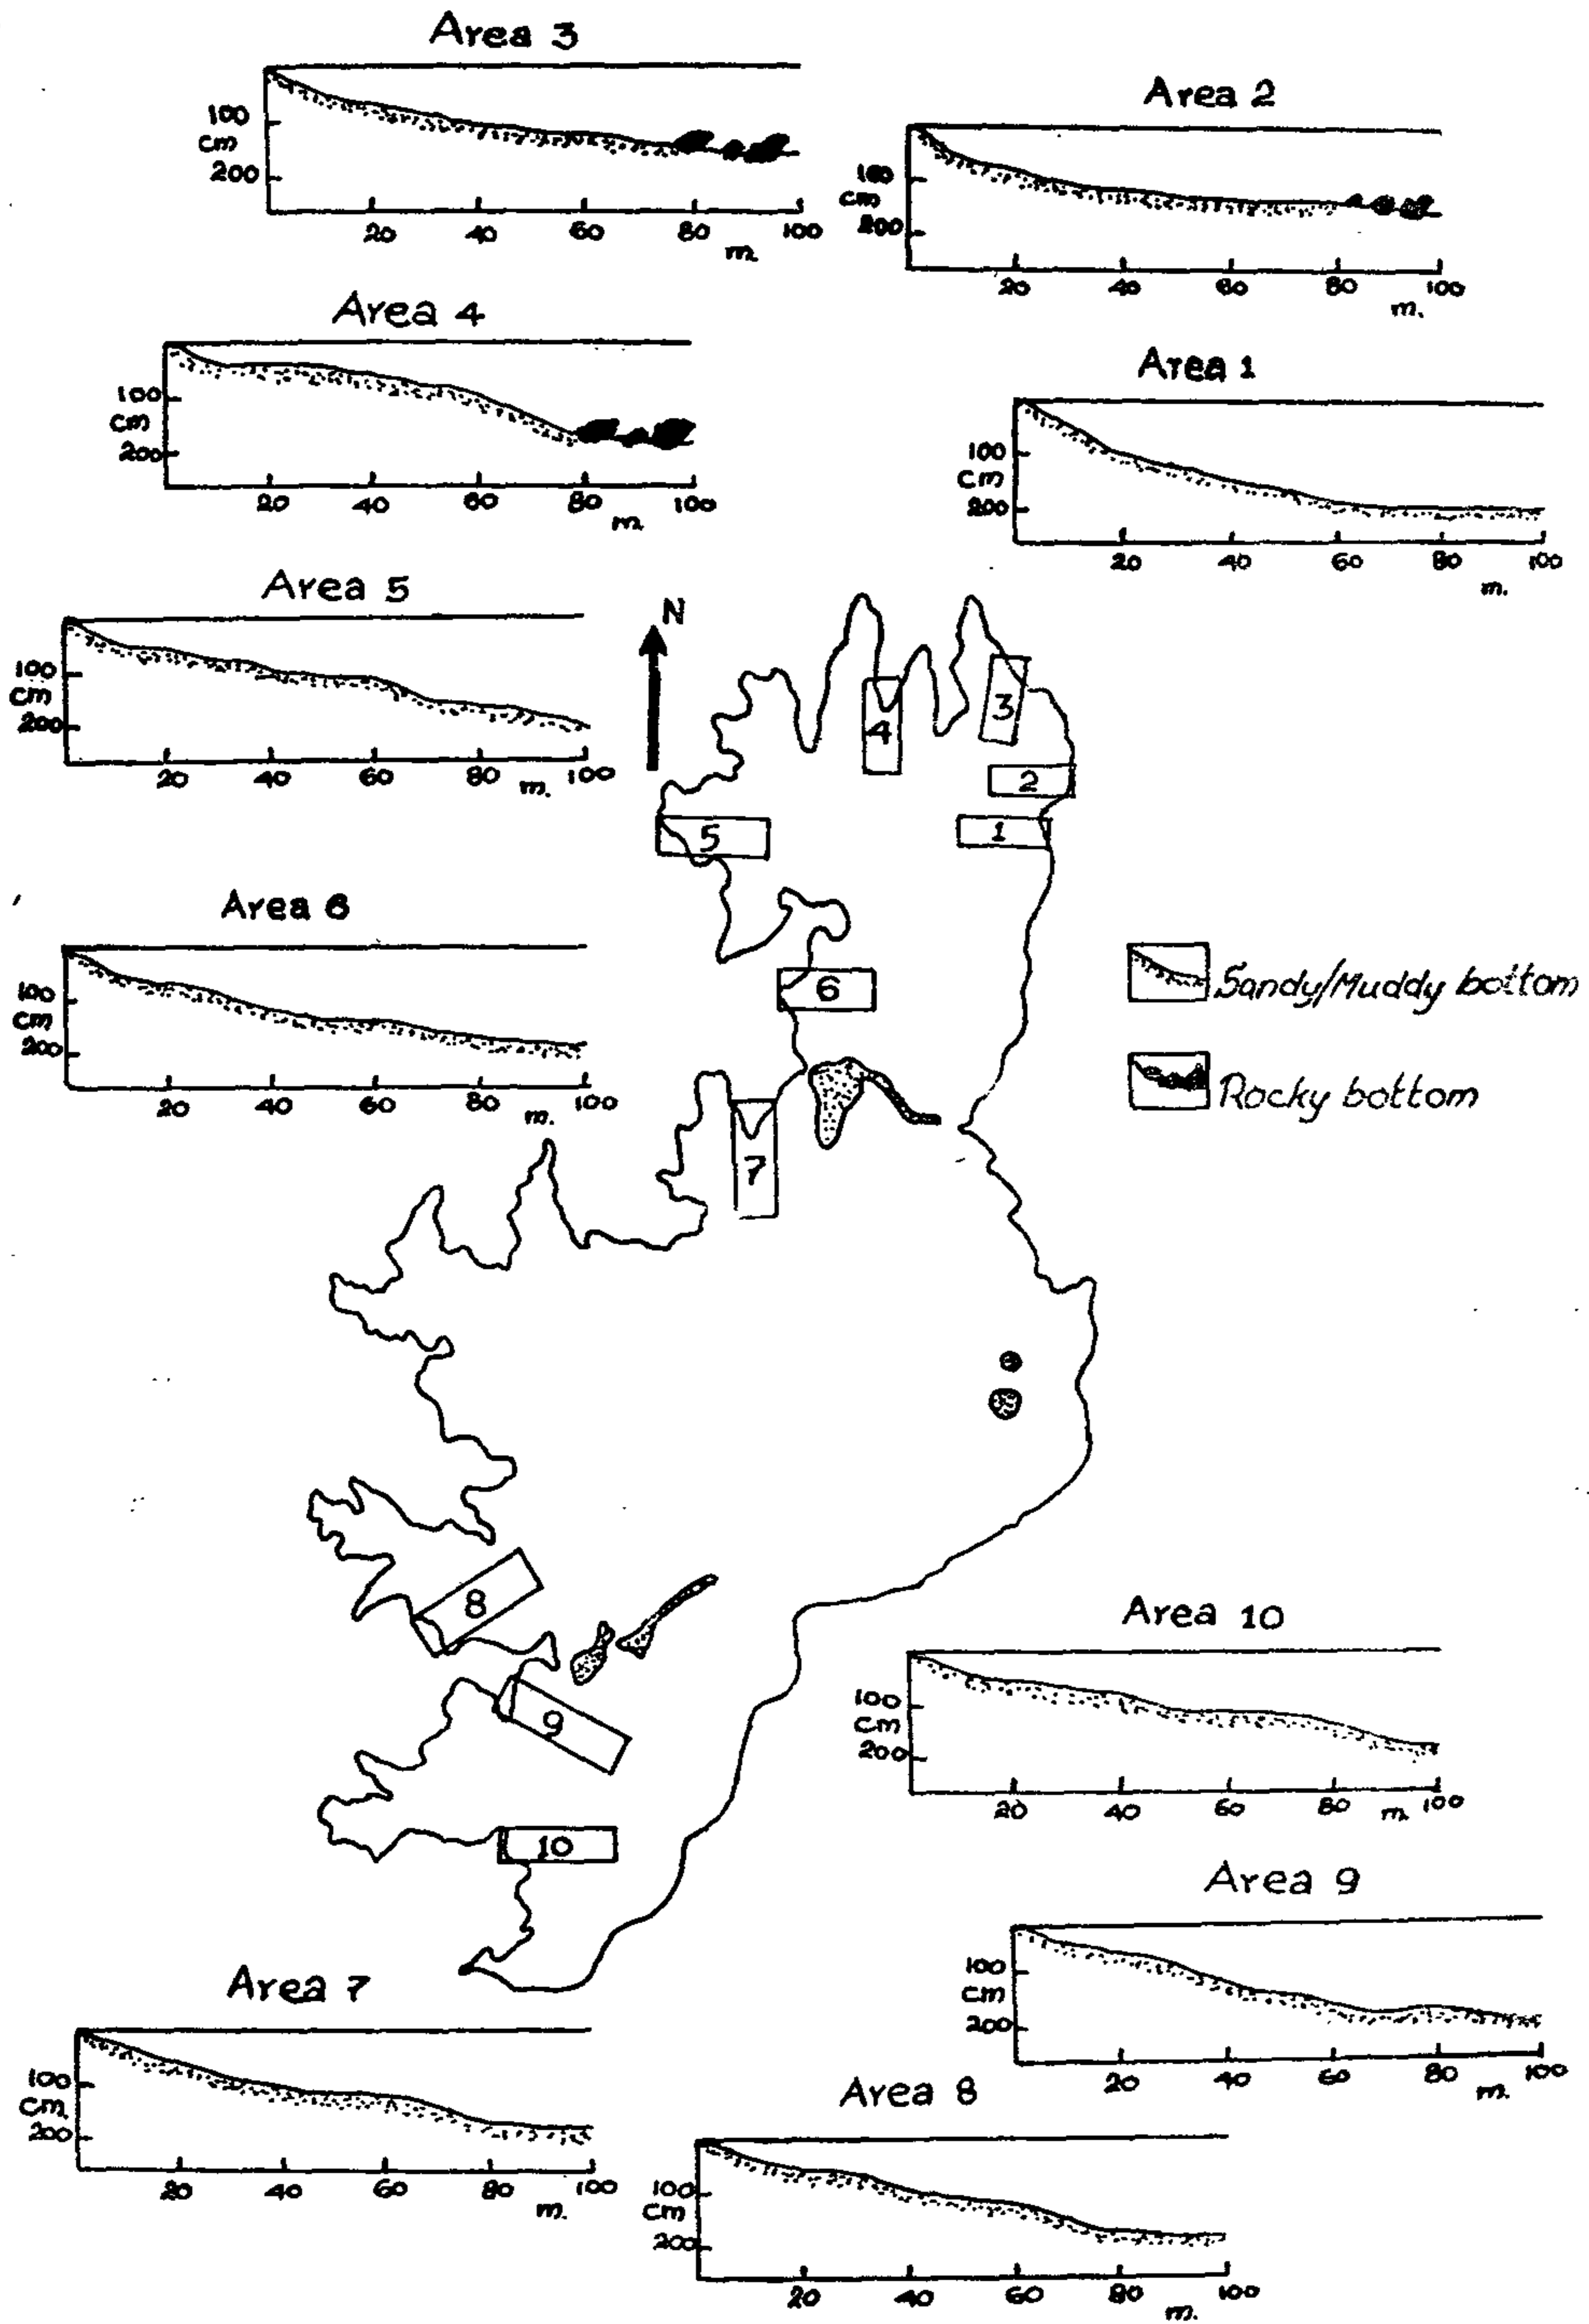 Area 3
100
cm
200
20 40 60 80 100
m.
Area 2
100
cm
200
20 40 60 80 100
m.
Area 4
100
cm
200
20 40 60 80 100
m.
Area 1
100
cm
200
20 40 60 80 100
m.
Area 5
100
cm
200
20 40 60 80 100
m.
N
4
3
2
1
5
Area 6
100
cm
200
20 40 60 80 100
m.
6
7
Sandy/Muddy bottom
Rocky bottom
8
9
10
Area 10
100
cm
200
20 40 60 80 m. 100
Area 9
100
cm
200
20 40 60 80 100
m.
Area 7
100
cm.
200
20 40 60 80 100
m.
Area 8
100
cm
200
20 40 60 80 100
m.